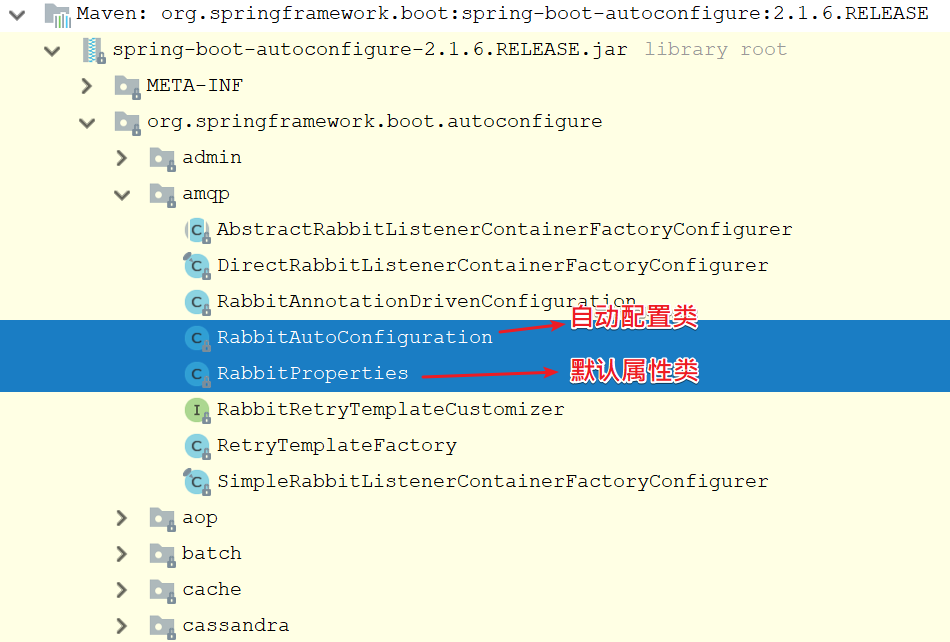 Maven: org.springframework.boot:spring-boot-autoconfigure:2.1.6.RELEASE
spring-boot-autoconfigure-2.1.6.RELEASE.jar library root
META-INF
org.springframework.boot.autoconfigure
admin
amqp
AbstractRabbitListenerContainerFactoryConfigurer
DirectRabbitListenerContainerFactoryConfigurer
RabbitAnnotationDrivenConfiguration
RabbitAutoConfiguration 自动配置类
RabbitProperties 默认属性类
RabbitRetryTemplateCustomizer
RetryTemplateFactory
SimpleRabbitListenerContainerFactoryConfigurer
aop
batch
cache
cassandra